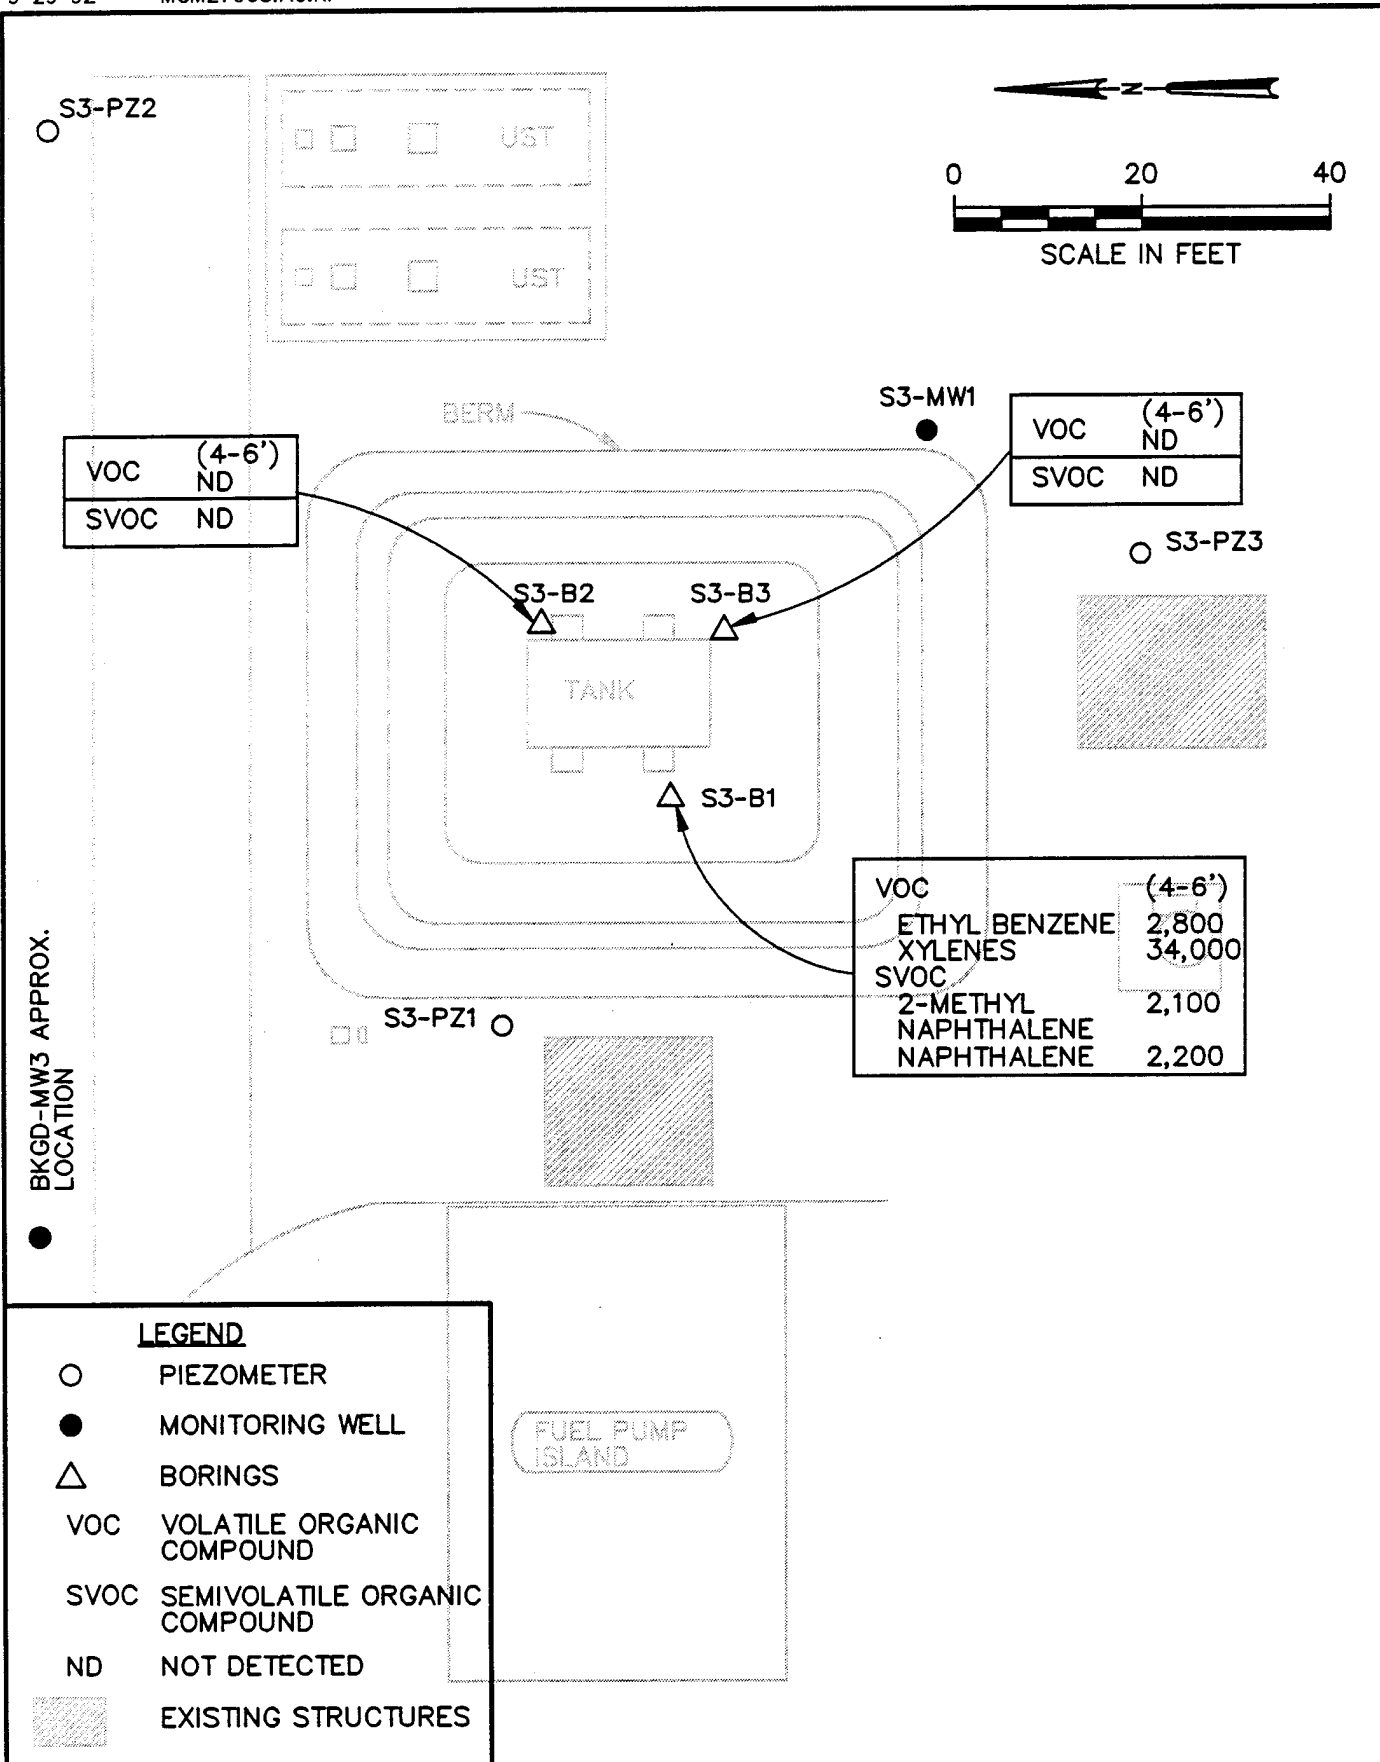 S3-PZ2
UST
UST
N
0 20 40
SCALE IN FEET
BERM
S3-MW1
VOC (4-6')
ND
SVOC ND
VOC (4-6')
ND
SVOC ND
S3-PZ3
S3-B2
S3-B3
TANK
S3-B1
VOC (4-6')
ETHYL BENZENE 2,800
XYLENES 34,000
SVOC
2-METHYL 2,100
NAPHTHALENE
NAPHTHALENE 2,200
S3-PZ1
BKGD-MW3 APPROX.
LOCATION
FUEL PUMP
ISLAND
LEGEND
PIEZOMETER
MONITORING WELL
BORINGS
VOC VOLATILE ORGANIC
COMPOUND
SVOC SEMIVOLATILE ORGANIC
COMPOUND
ND NOT DETECTED
EXISTING STRUCTURES